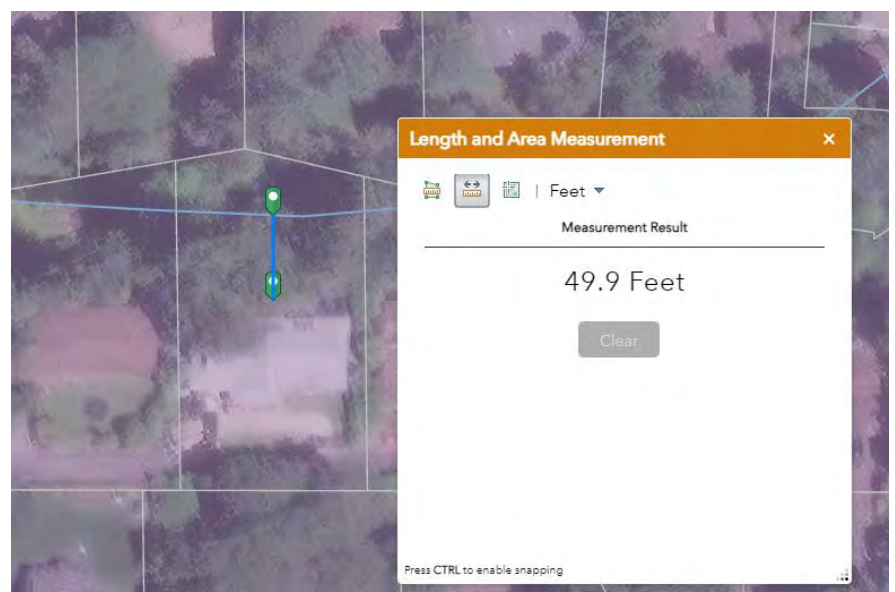 Length and Area Measurement
| Feet
Measurement Result
49.9 Feet
Clear
Press CTRL to enable snapping